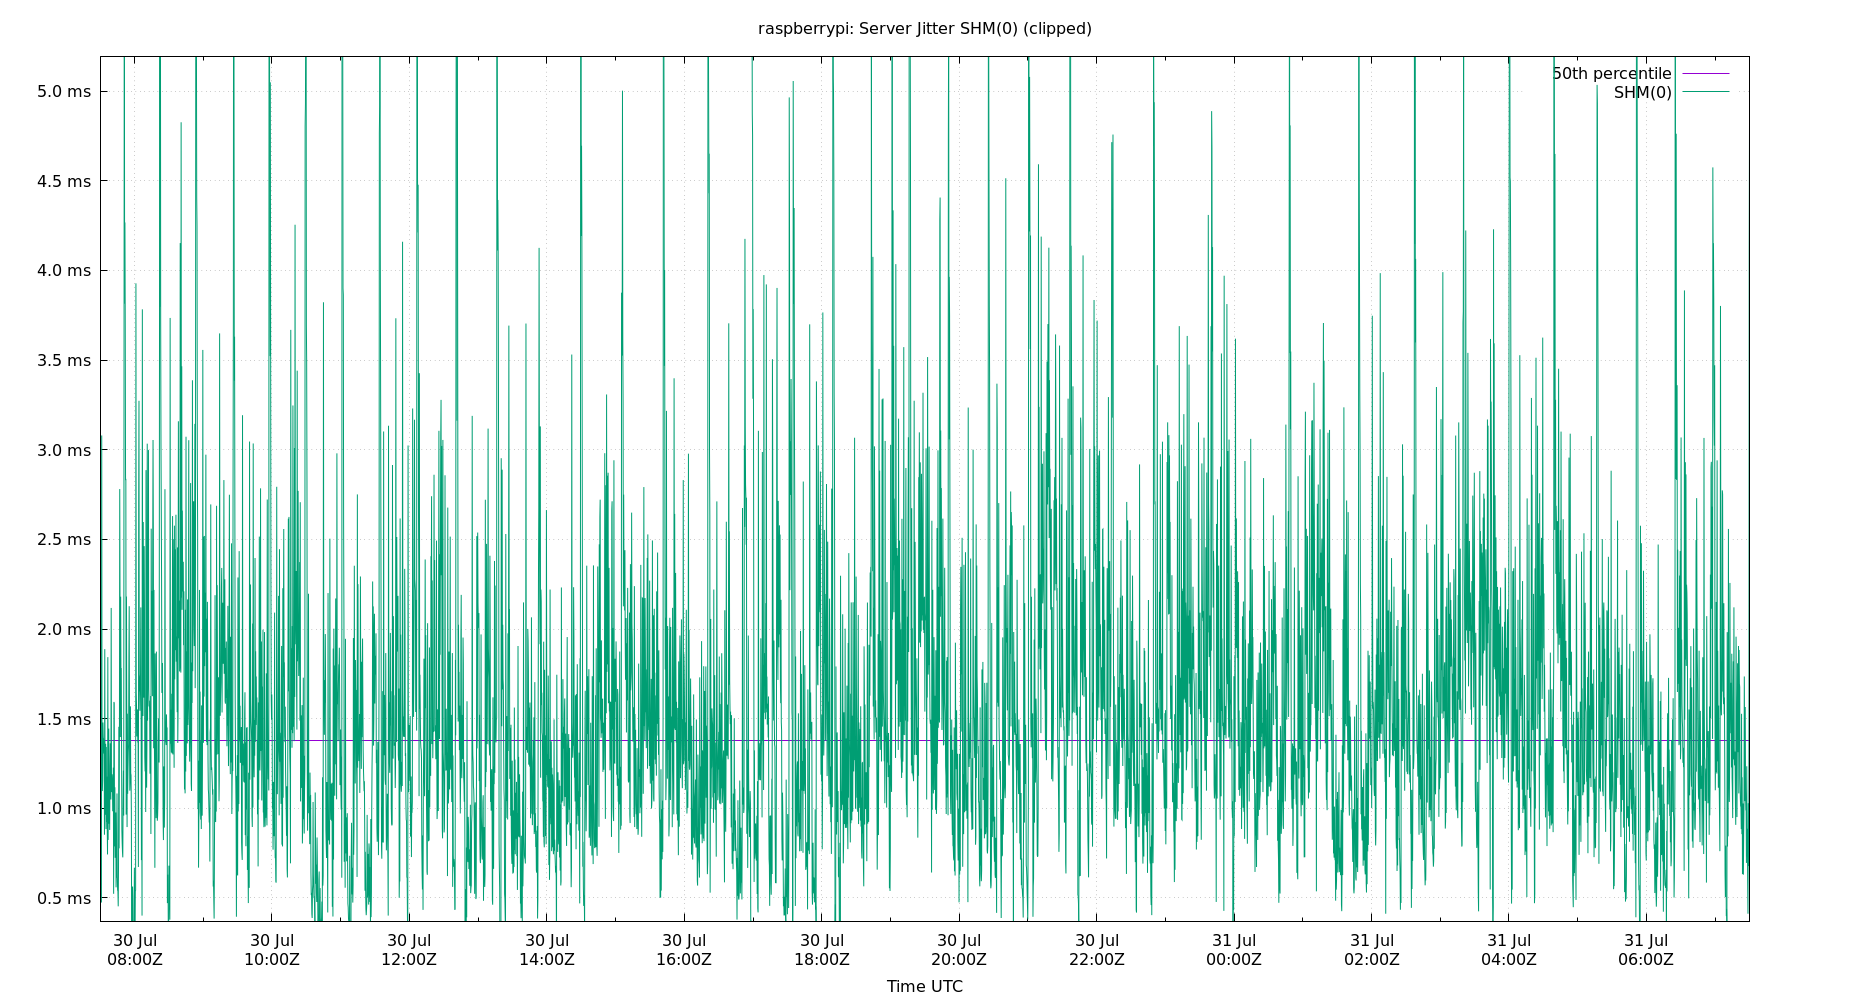 raspberrypi: Server Jitter SHM(0) (clipped)
50th percentile
SHM(0)
5.0 ms
4.5 ms
4.0 ms
3.5 ms
3.0 ms
2.5 ms
2.0 ms
1.5 ms
1.0 ms
0.5 ms
30 Jul 30 Jul 30 Jul 30 Jul 30 Jul 30 Jul 30 Jul 30 Jul 31 Jul 31 Jul 31 Jul 31 Jul
08:00Z 10:00Z 12:00Z 14:00Z 16:00Z 18:00Z 20:00Z 22:00Z 00:00Z 02:00Z 04:00Z 06:00Z
Time UTC